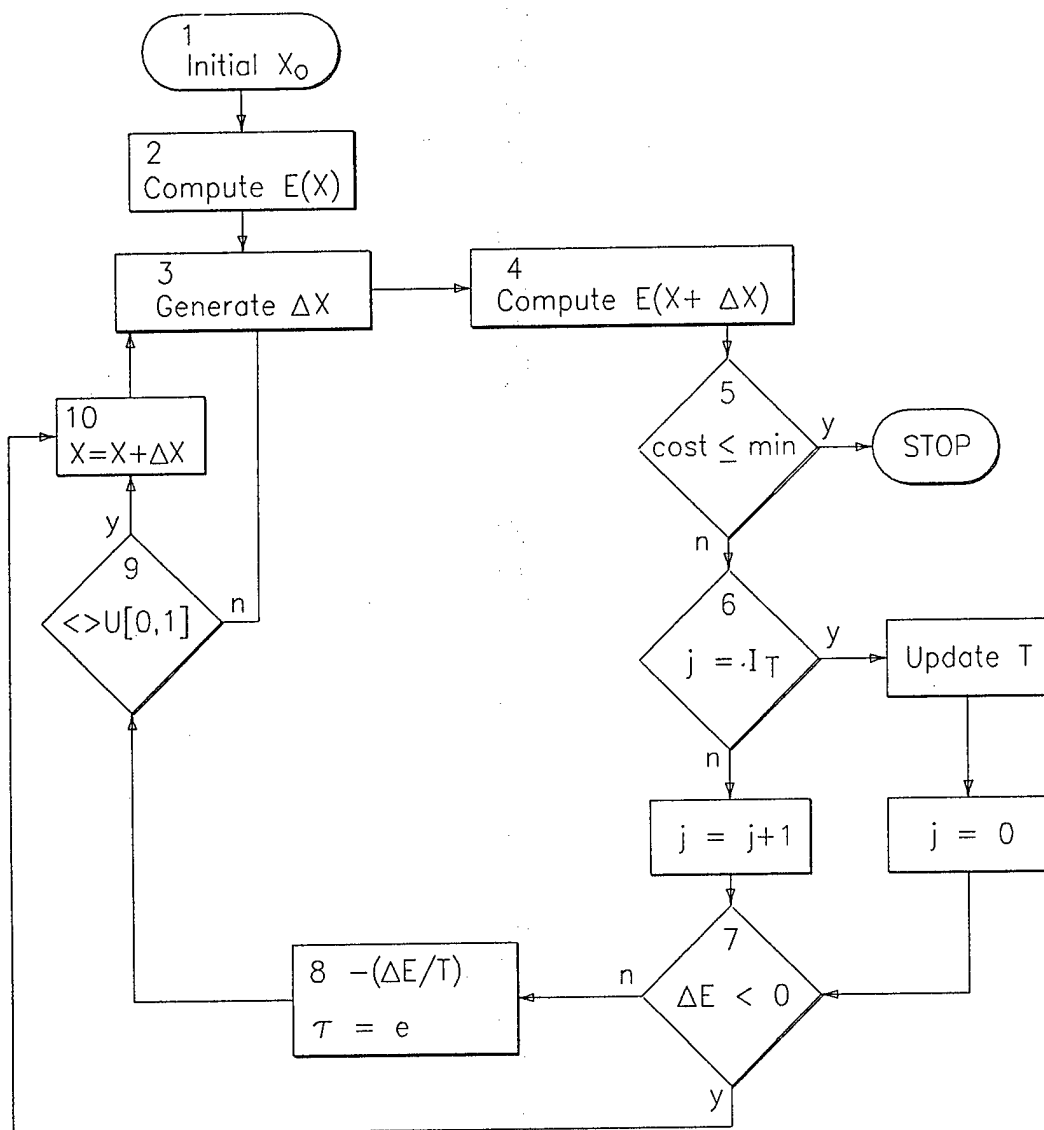 1
Initial X₀
2
Compute E(X)
3
Generate ΔX
4
Compute E(X+ ΔX)
5
cost ≤ min
y
STOP
n
6
j = .I_T
y
Update T
n
j = j+1
j = 0
7
ΔE < 0
n
y
8 -(ΔE/T)
τ = e
9
<>U[0,1]
y
n
10
X=X+ΔX